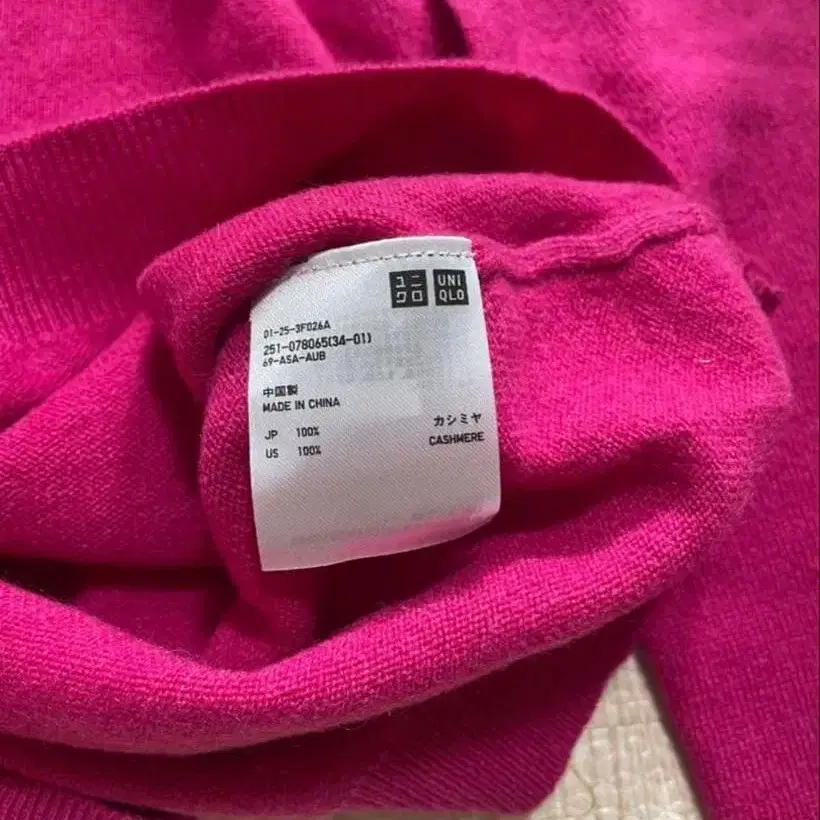 ユニ
クロ
UNI
QLO
01-25-3F026A
251-078065(34-01)
69-ASA-AUB
中国製
MADE IN CHINA
カシミヤ
JP 100%
CASHMERE
US 100%